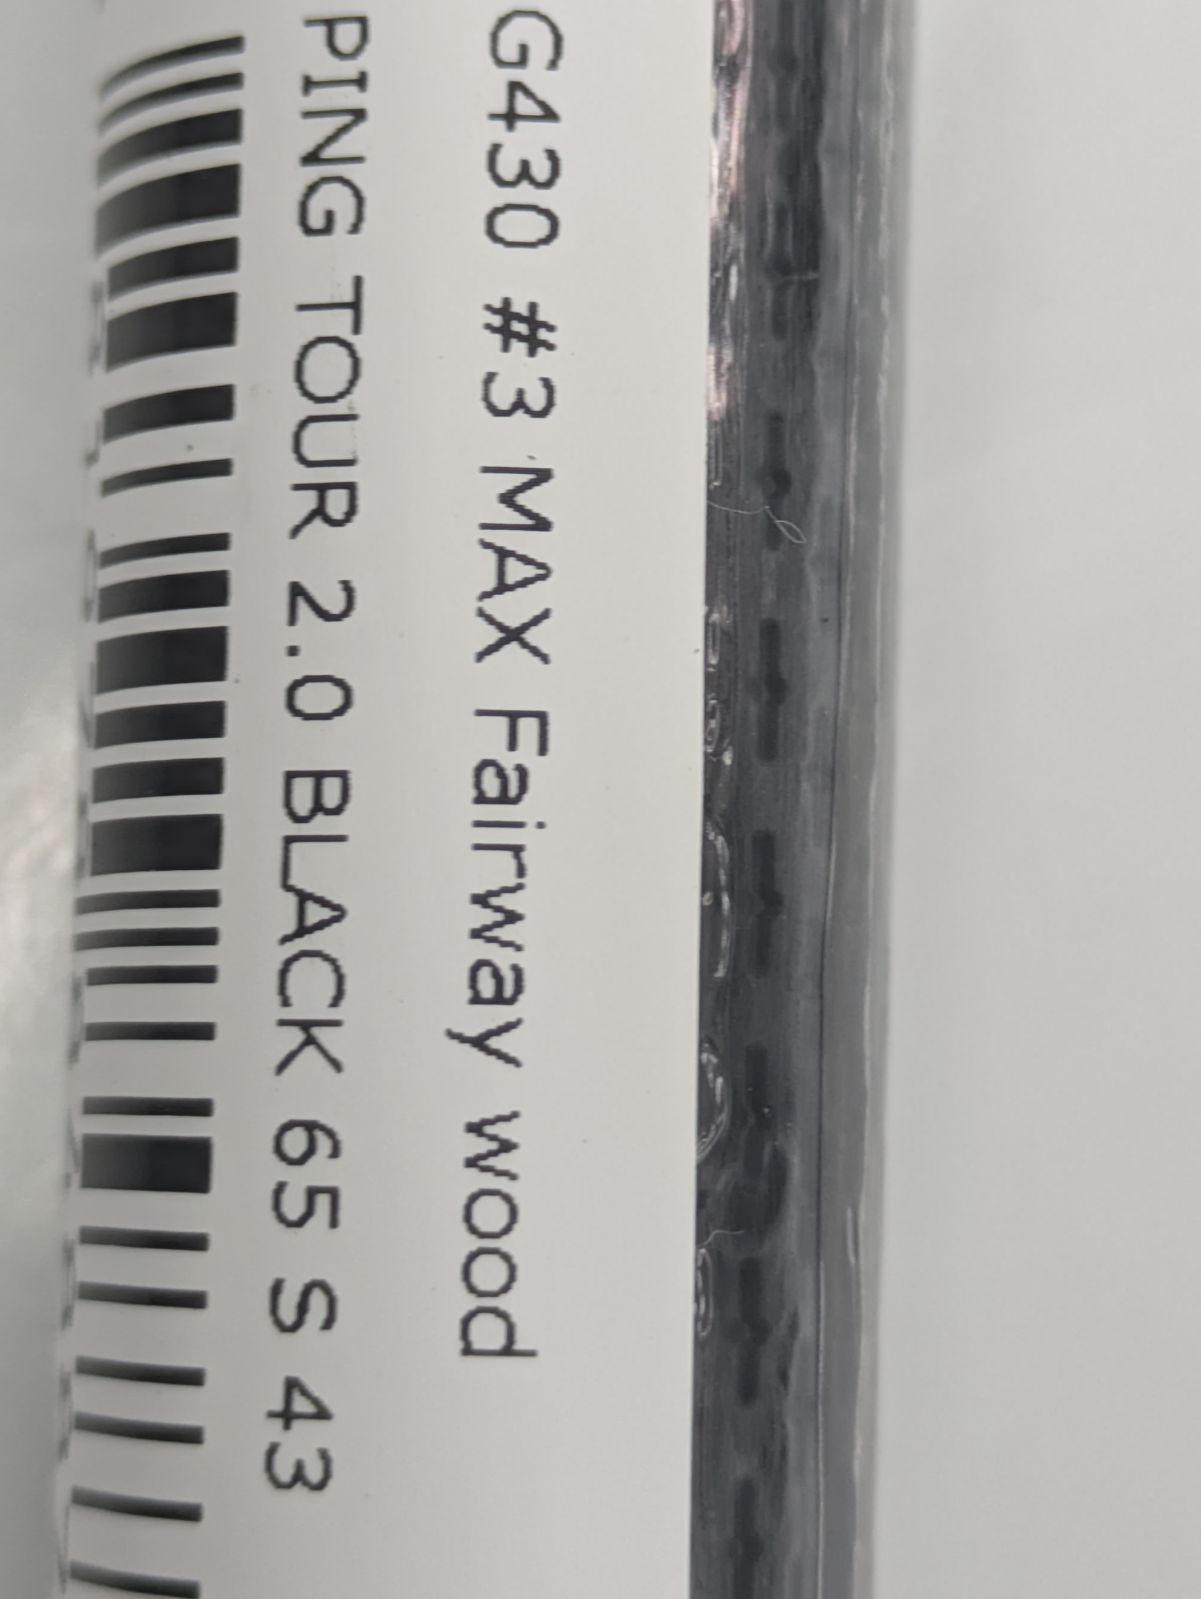 G430 #3 MAX Fairway wood
PING TOUR 2.0 BLACK 65 S 43